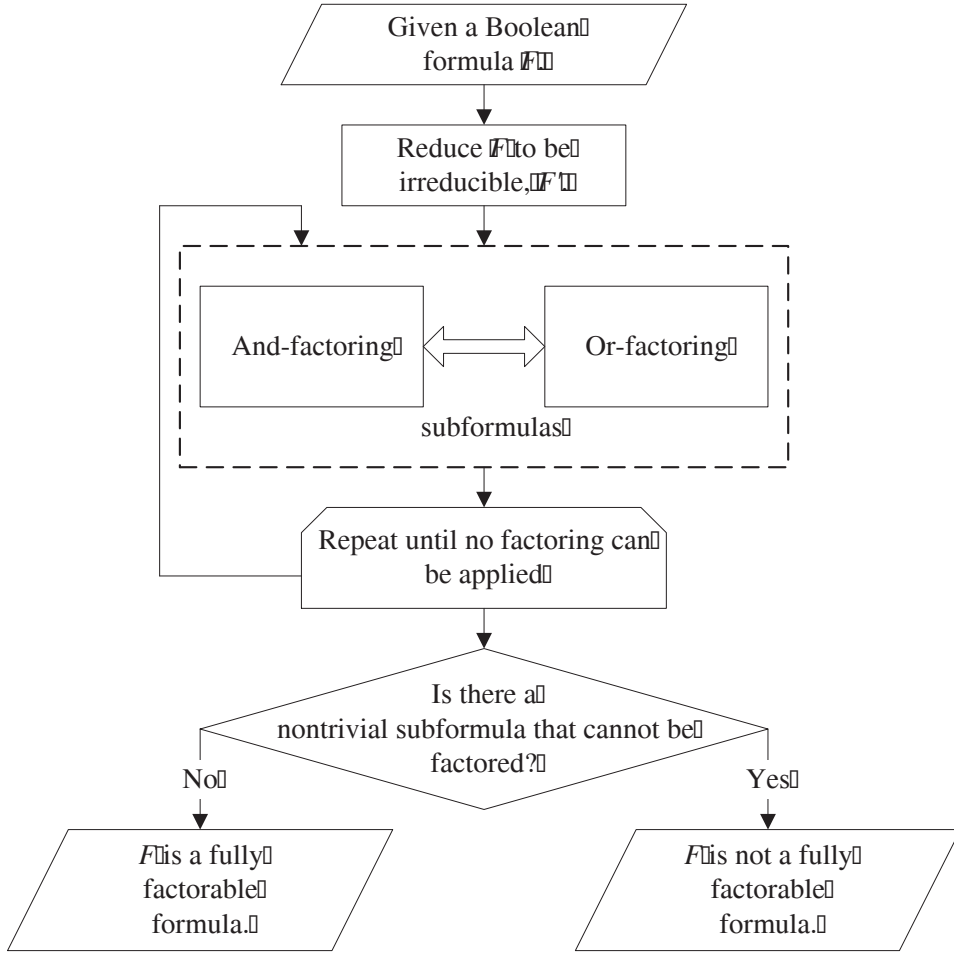 Given a Boolean
formula F.
Reduce F to be
irreducible, F'.
And-factoring
Or-factoring
subformulas
Repeat until no factoring can
be applied
Is there a
nontrivial subformula that cannot be
factored?
No
Yes
F is a fully
factorable
formula.
F is not a fully
factorable
formula.